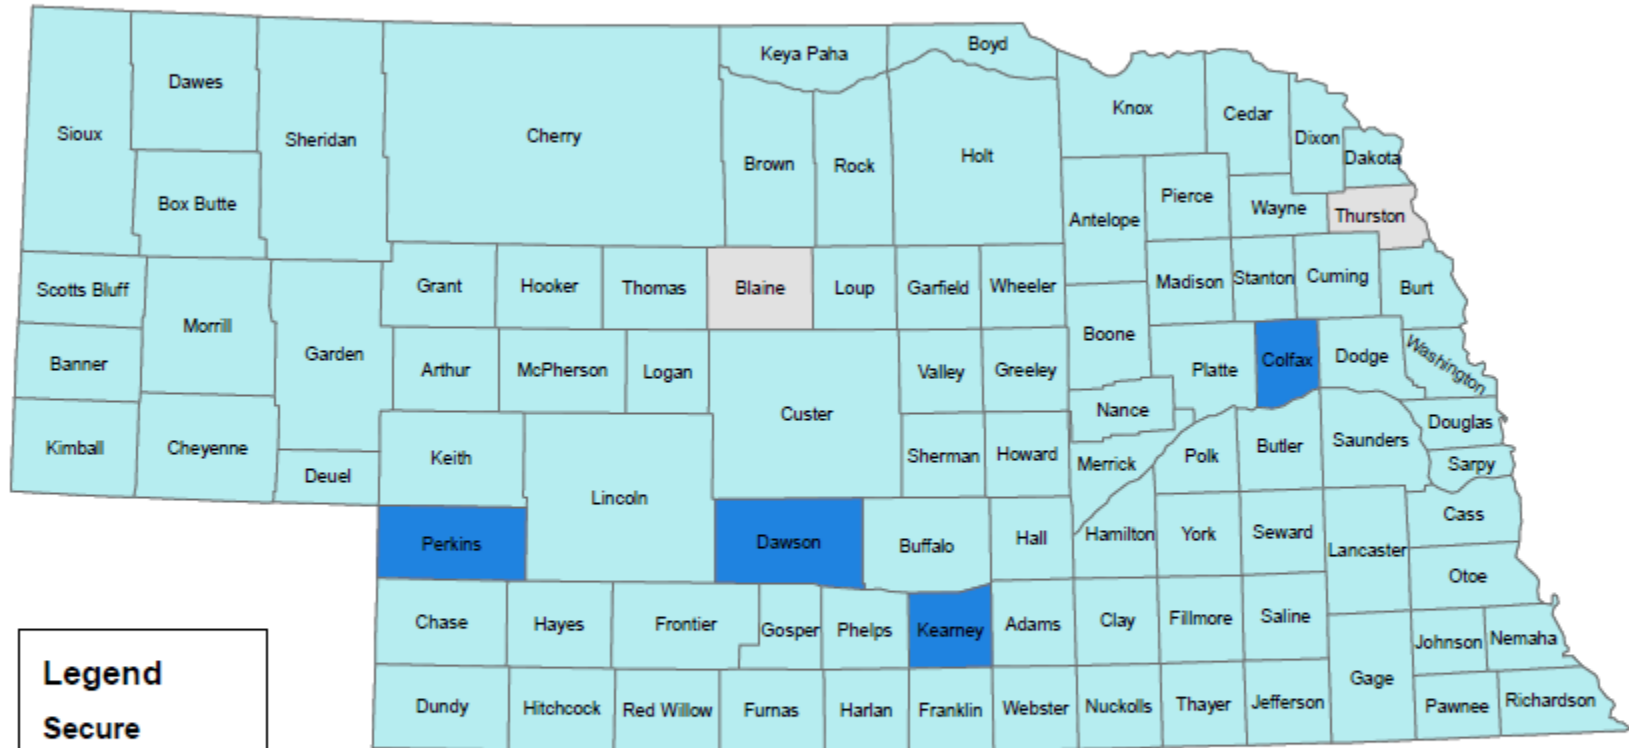 Keya Paha
Boyd
Dawes
Knox
Cedar
Sioux
Sheridan
Cherry
Dixon
Brown
Rock
Holt
Dakota
Box Butte
Pierce
Antelope
Wayne
Thurston
Scotts Bluff
Grant
Hooker
Thomas
Blaine
Loup
Garfield
Wheeler
Madison
Stanton
Cuming
Burt
Morrill
Garden
Boone
Banner
Arthur
McPherson
Logan
Valley
Greeley
Platte
Colfax
Dodge
Washington
Custer
Nance
Douglas
Kimball
Cheyenne
Keith
Sherman
Howard
Merrick
Polk
Butler
Saunders
Sarpy
Deuel
Lincoln
Perkins
Dawson
Buffalo
Hall
Hamilton
York
Seward
Lancaster
Cass
Otoe
Chase
Hayes
Frontier
Gosper
Phelps
Kearney
Adams
Clay
Fillmore
Saline
Johnson
Nemaha
Gage
Dundy
Hitchcock
Red Willow
Furnas
Harlan
Franklin
Webster
Nuckolls
Thayer
Jefferson
Pawnee
Richardson
Legend
Secure